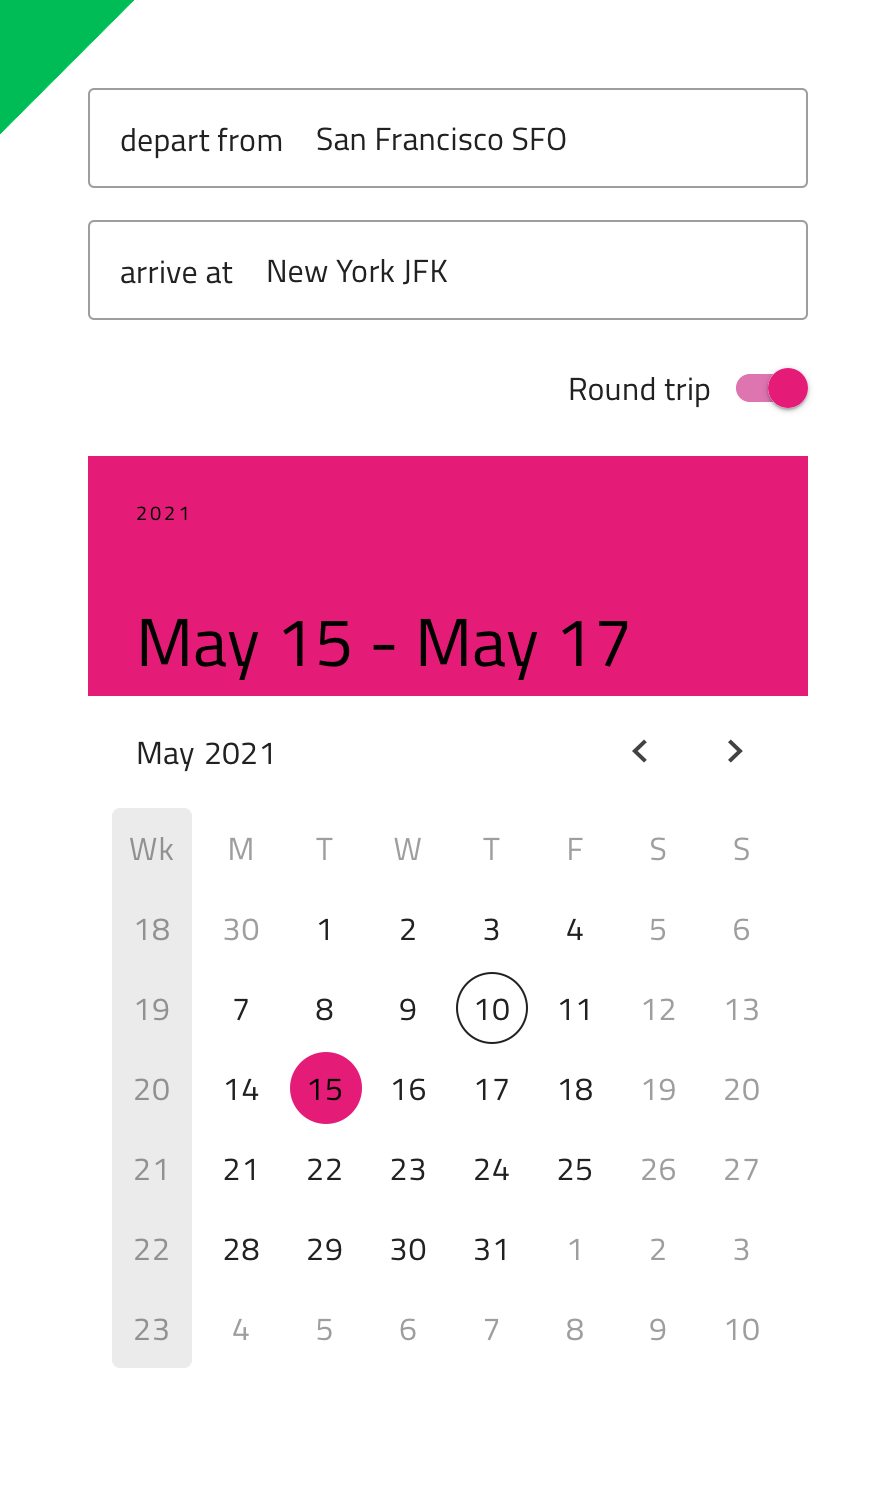 depart from San Francisco SFO
arrive at New York JFK
Round trip
2021
May 15 - May 17
May 2021
Wk M T W T F S S
18 30 1 2 3 4 5 6
19 7 8 9 10 11 12 13
20 14 15 16 17 18 19 20
21 21 22 23 24 25 26 27
22 28 29 30 31 1 2 3
23 4 5 6 7 8 9 10